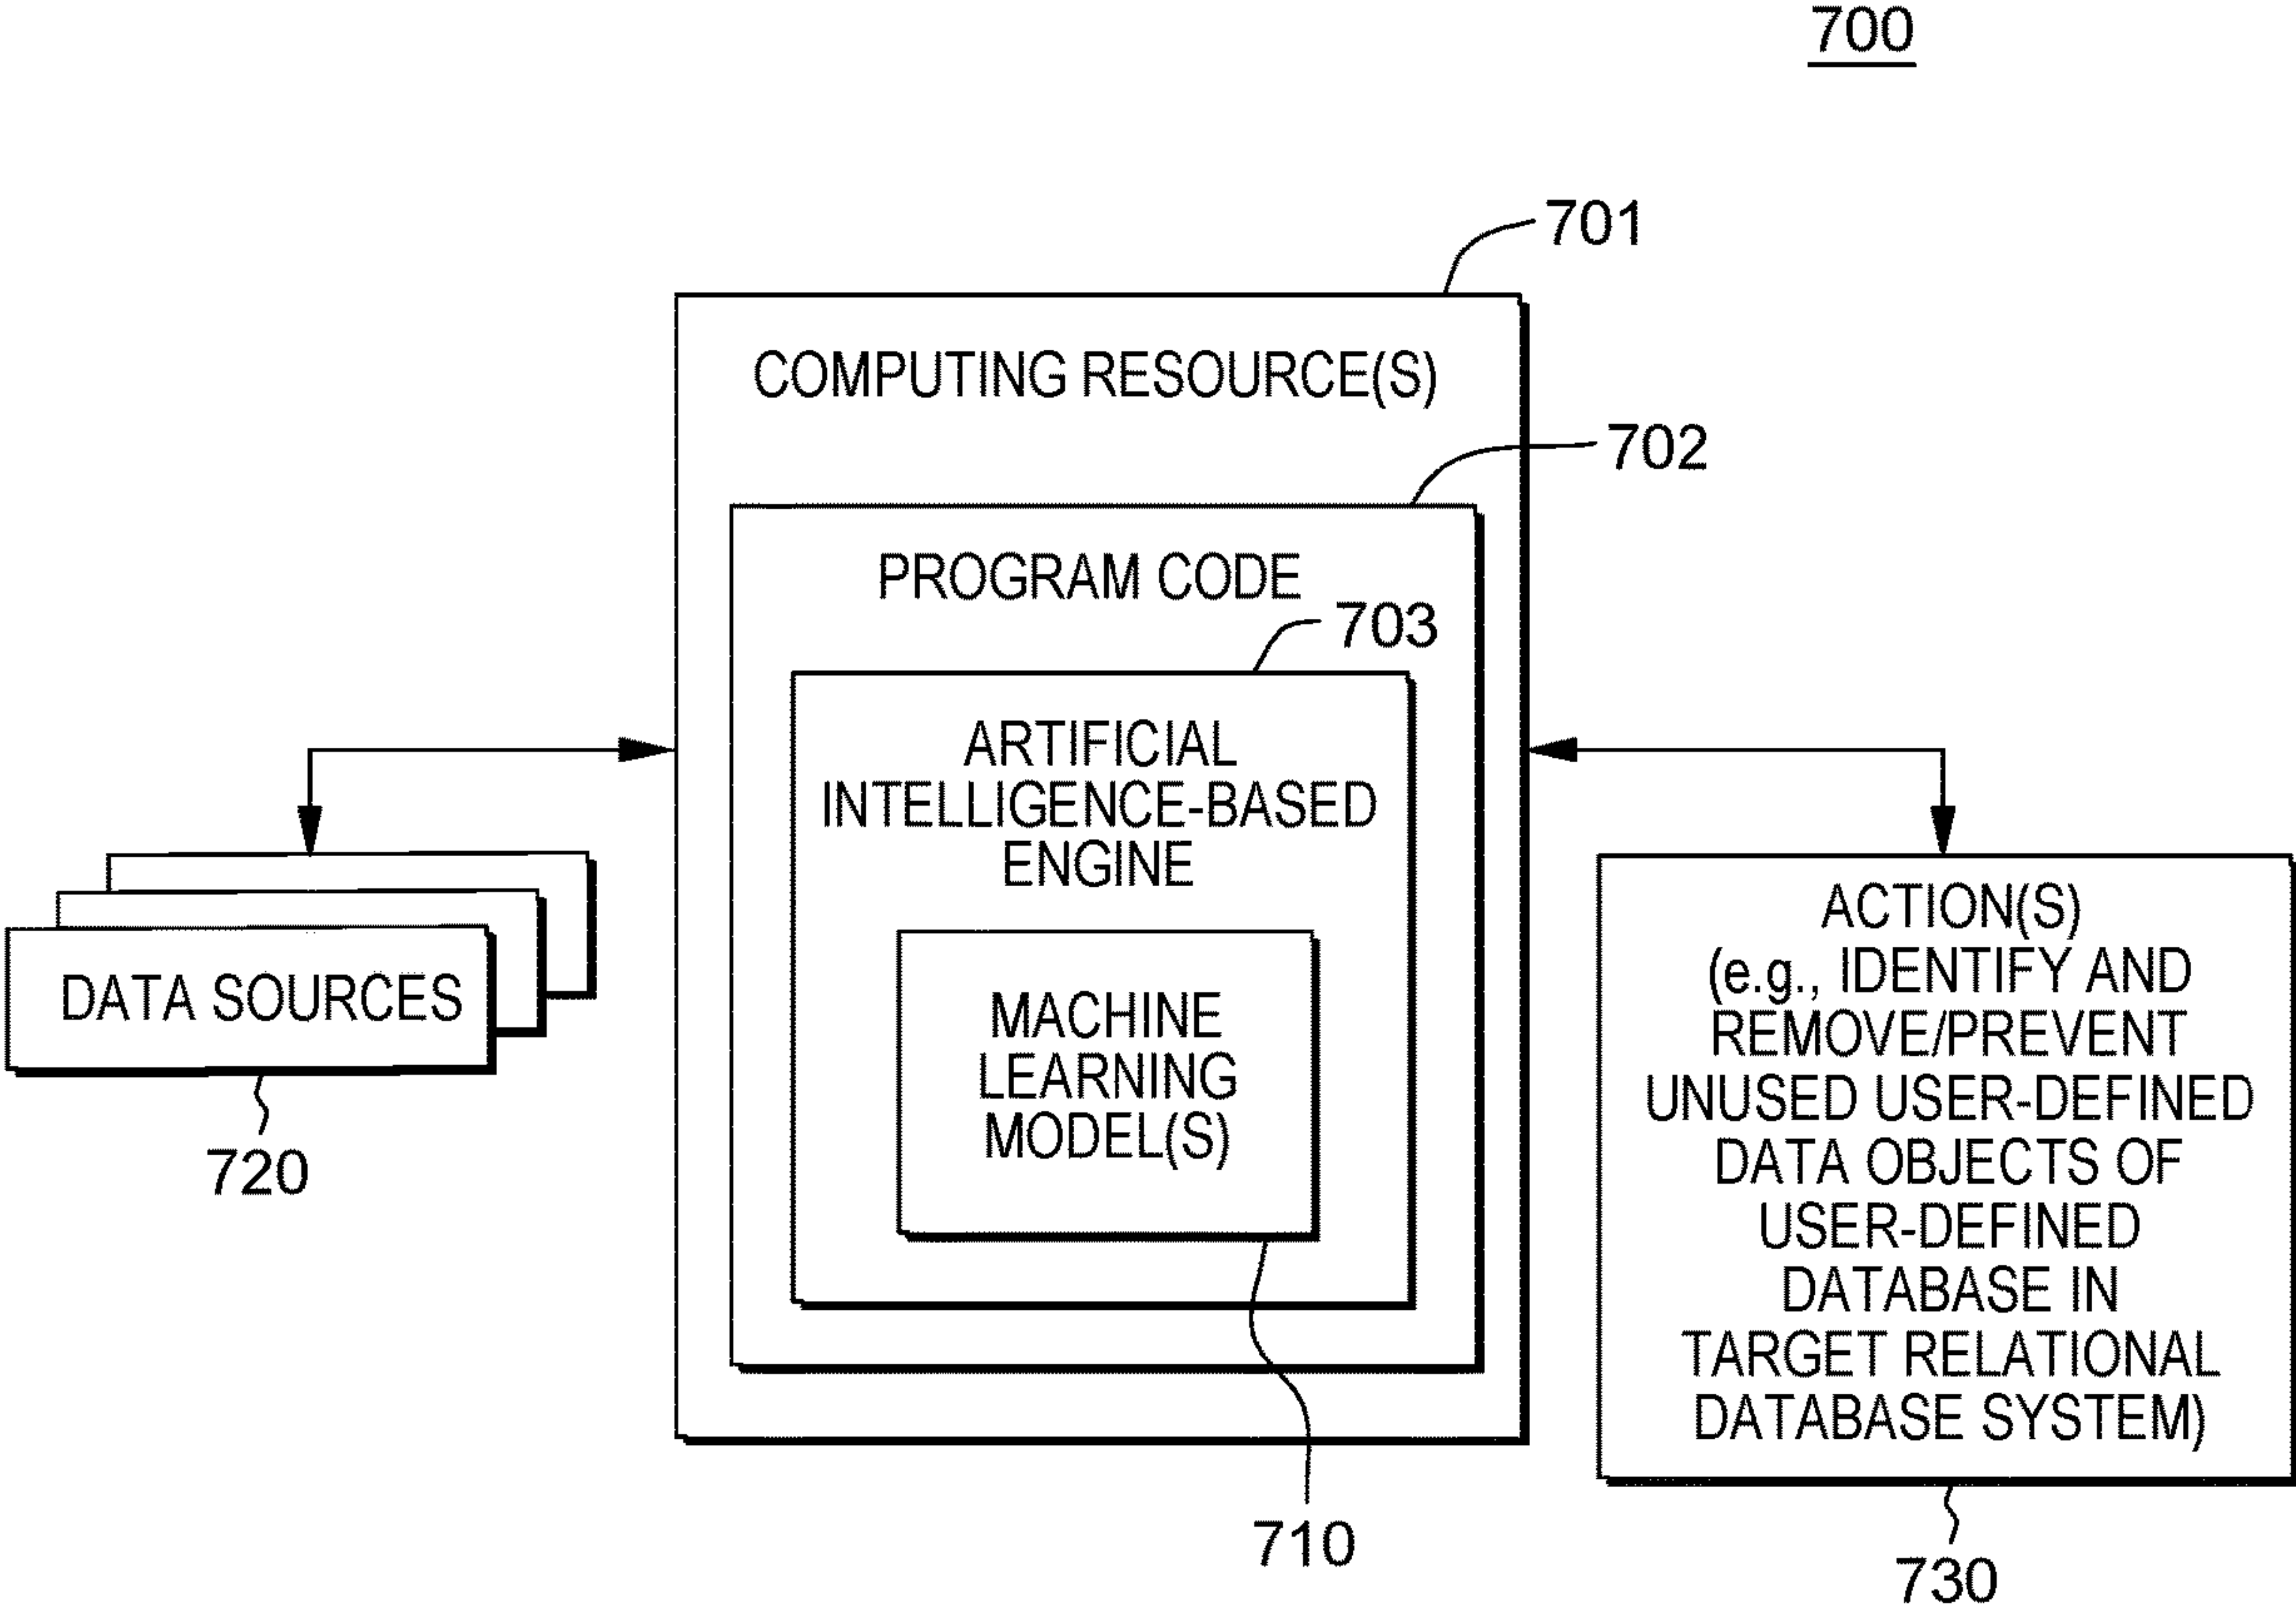 700
701
COMPUTING RESOURCE(S)
702
PROGRAM CODE
703
ARTIFICIAL
INTELLIGENCE-BASED
ENGINE
MACHINE
LEARNING
MODEL(S)
710
DATA SOURCES
720
ACTION(S)
(e.g., IDENTIFY AND
REMOVE/PREVENT
UNUSED USER-DEFINED
DATA OBJECTS OF
USER-DEFINED
DATABASE IN
TARGET RELATIONAL
DATABASE SYSTEM)
730